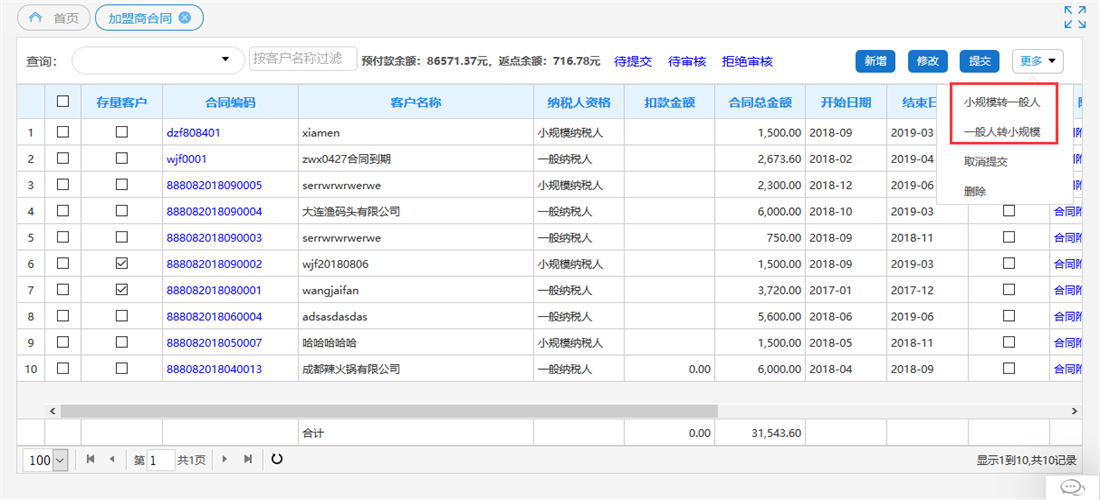 首页 加盟商合同
查询： 按客户名称过滤 预付款余额：86571.37元，返点余额：716.78元 待提交 待审核 拒绝审核 新增 修改 提交 更多
存量客户 合同编码 客户名称 纳税人资格 扣款金额 合同总金额 开始日期 结束日
小规模转一般人
一般人转小规模
取消提交
删除
1 dzf808401 xiamen 小规模纳税人 1,500.00 2018-09 2019-03
2 wjf0001 zwx0427合同到期 一般纳税人 2,673.60 2018-02 2019-04
3 888082018090005 serrwrwrwerwe 小规模纳税人 2,300.00 2018-12 2019-06
4 888082018090004 大连渔码头有限公司 一般纳税人 6,000.00 2018-10 2019-03 合同附
5 888082018090003 serrwrwrwerwe 一般纳税人 750.00 2018-09 2018-11 合同附
6 888082018090002 wjf20180806 小规模纳税人 1,500.00 2018-09 2019-03 合同附
7 888082018080001 wangjaifan 一般纳税人 3,720.00 2017-01 2017-12 合同附
8 888082018060004 adsasdasdas 一般纳税人 5,600.00 2018-06 2019-06 合同附
9 888082018050007 哈哈哈哈哈 小规模纳税人 1,500.00 2018-05 2018-11 合同附
10 888082018040013 成都辣火锅有限公司 一般纳税人 0.00 6,000.00 2018-04 2018-09 合同附
合计 0.00 31,543.60
100 第 1 共1页 显示1到10,共10记录